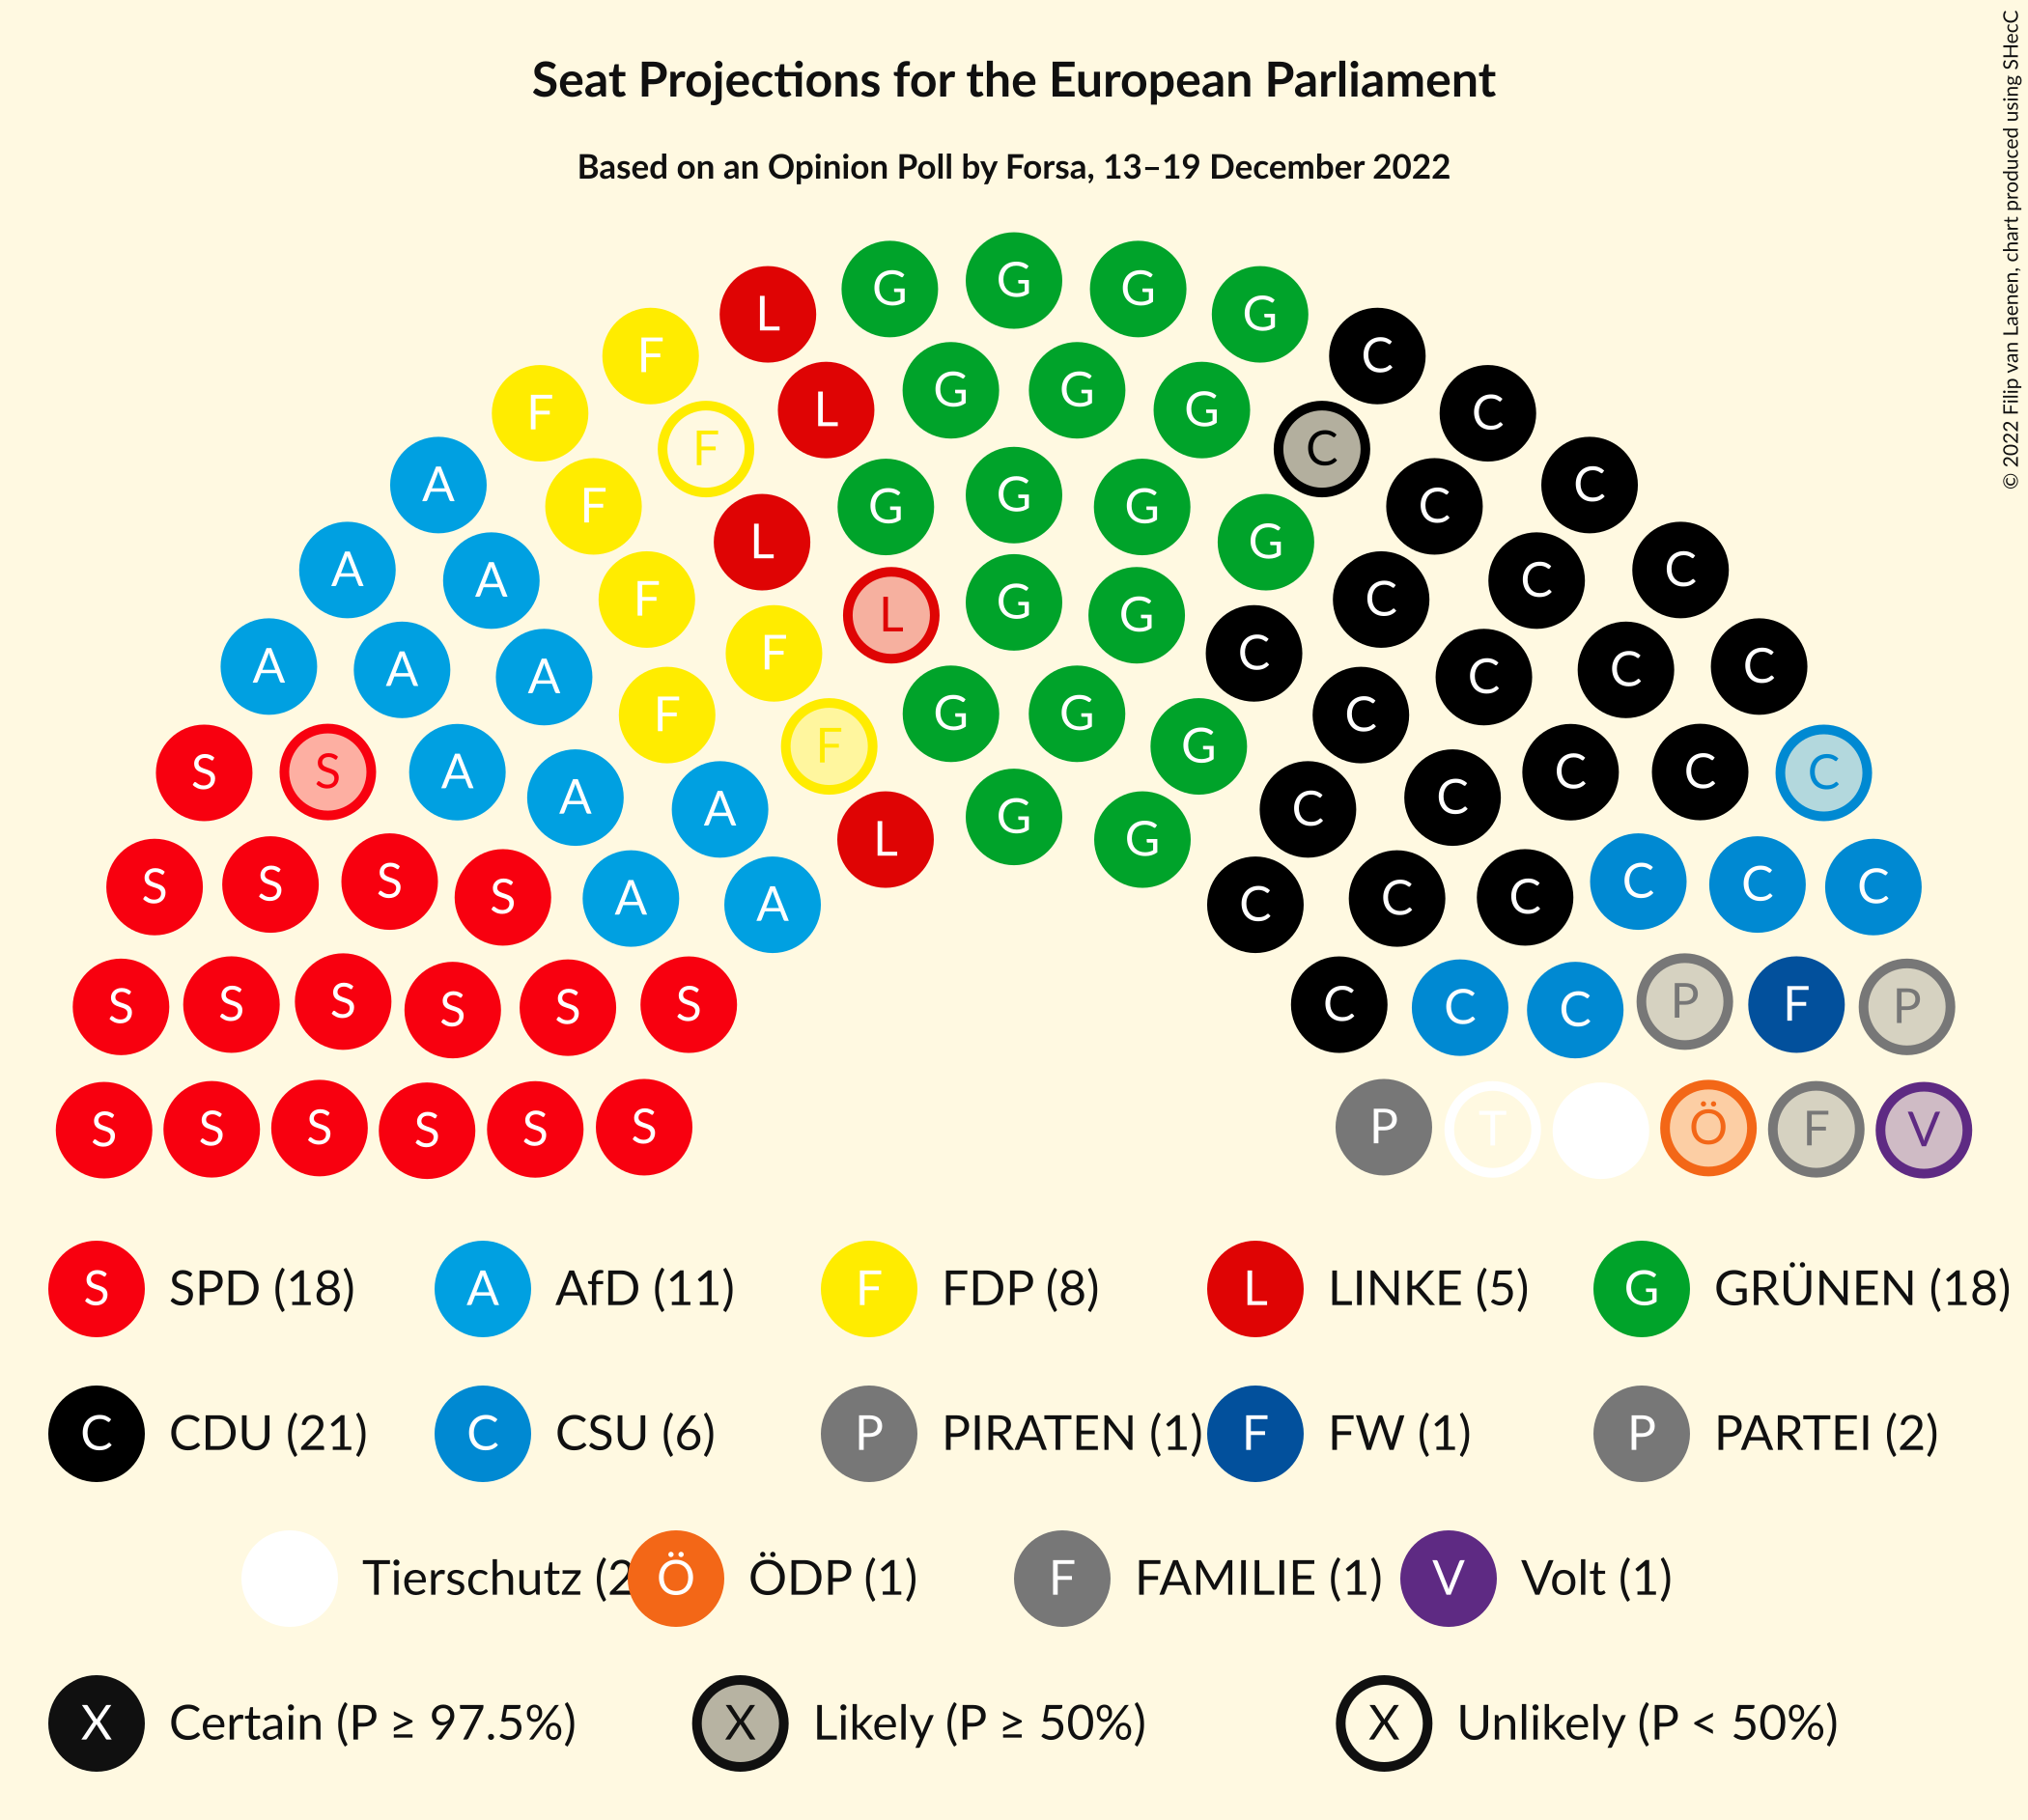 © 2022 Filip van Laenen, chart produced using SHecC
Seat Projections for the European Parliament
Based on an Opinion Poll by Forsa, 13–19 December 2022
L G G G G
F C
F L G G G C
F C
A F G G G C C
L G
A A F L G G C C C
A A A F C C C C
F G G C
S S A F G C C C
A A G C C
L G
S S S S A A C C C C C C
S S S S S S C C C P F P
S S S S S S P T Ö F V
S SPD (18) A AfD (11) F FDP (8) L LINKE (5) G GRÜNEN (18)
C CDU (21) C CSU (6) P PIRATEN (1) F FW (1) P PARTEI (2)
Tierschutz (2 Ö ÖDP (1) F FAMILIE (1) V Volt (1)
X Certain (P ≥ 97.5%) X Likely (P ≥ 50%) X Unlikely (P < 50%)